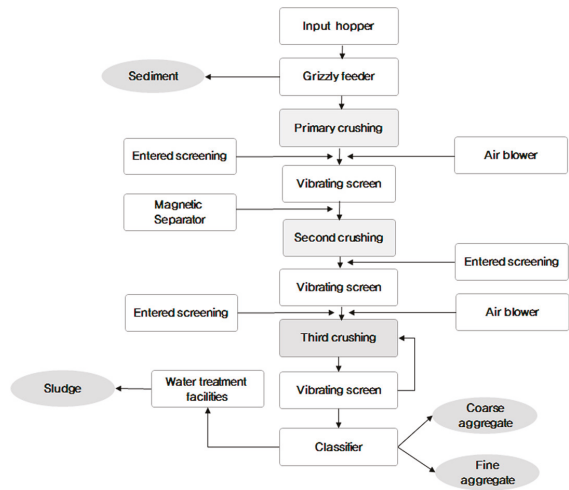 Input hopper
Sediment
Grizzly feeder
Primary crushing
Entered screening
Air blower
Vibrating screen
Magnetic
Separator
Second crushing
Entered screening
Vibrating screen
Entered screening
Air blower
Third crushing
Sludge
Water treatment
facilities
Vibrating screen
Coarse
aggregate
Classifier
Fine
aggregate